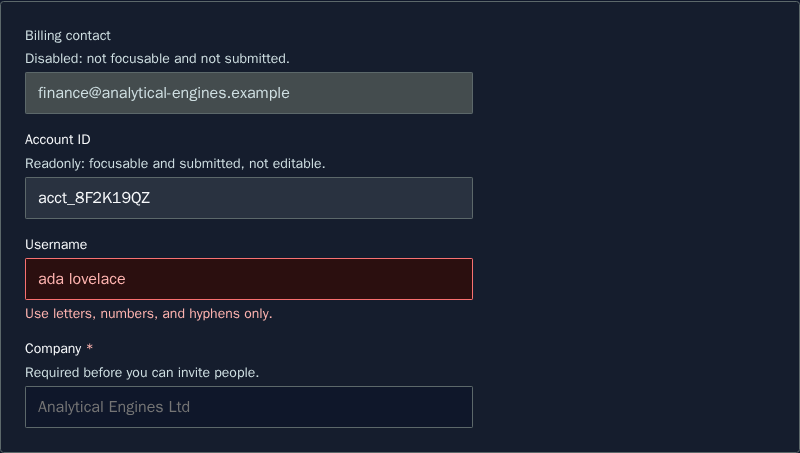 Billing contact
Disabled: not focusable and not submitted.
finance@analytical-engines.example
Account ID
Readonly: focusable and submitted, not editable.
acct_8F2K19QZ
Username
ada lovelace
Use letters, numbers, and hyphens only.
Company *
Required before you can invite people.
Analytical Engines Ltd